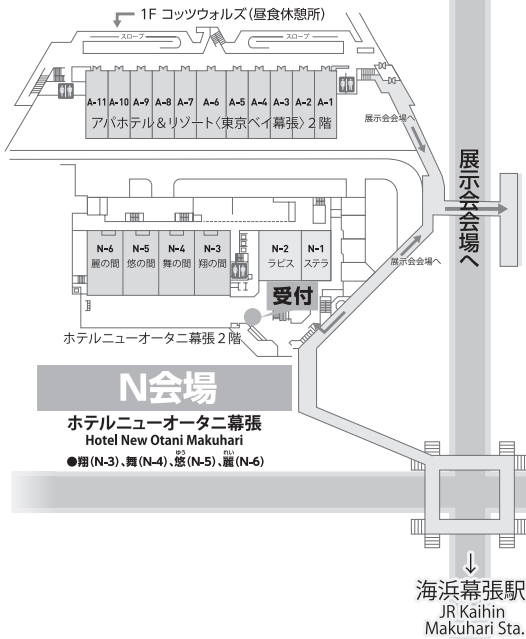 1F コッツウォルズ（昼食休憩所）
スロープ
スロープ
A-11 A-10 A-9 A-8 A-7 A-6 A-5 A-4 A-3 A-2 A-1
アパホテル＆リゾート〈東京ベイ幕張〉2階
展示会会場へ
展示会会場へ
N-6 N-5 N-4 N-3 N-2 N-1
麗の間 悠の間 舞の間 翔の間 ラピス ステラ
展示会会場へ
受付
ホテルニューオータニ幕張2階
N会場
ホテルニューオータニ幕張
Hotel New Otani Makuhari
ゆう れい
●翔（N-3）、舞（N-4）、悠（N-5）、麗（N-6）
↓
海浜幕張駅
JR Kaihin
Makuhari Sta.